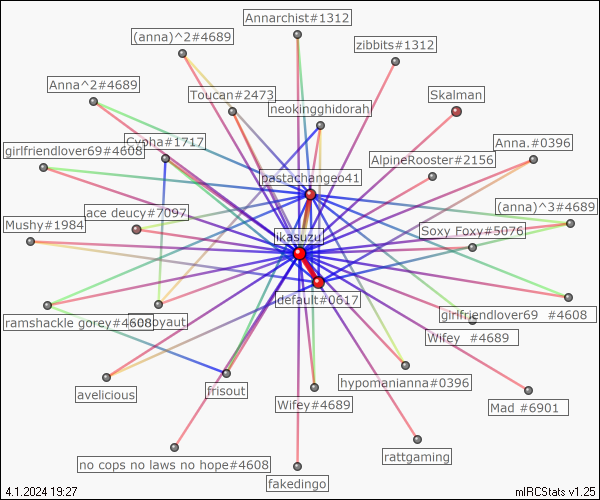 Annarchist#1312
(anna)^2#4689
zibbits#1312
Anna^2#4689
Toucan#2473
Skalman
neokingghidorah
Cypha#1717
Anna.#0396
girlfriendlover69#4608
AlpineRooster#2156
pastachangeo41
(anna)^3#4689
ace deucy#7097
Mushy#1984
Soxy Foxy#5076
ikasuzu
default#0617
girlfriendlover69 #4608
ramshackle gorey#4608
Wifey #4689
hypomanianna#0396
avelicious
frisout
Wifey#4689
Mad #6901
no cops no laws no hope#4608
rattgaming
fakedingo
4.1.2024 19:27
mIRCStats v1.25